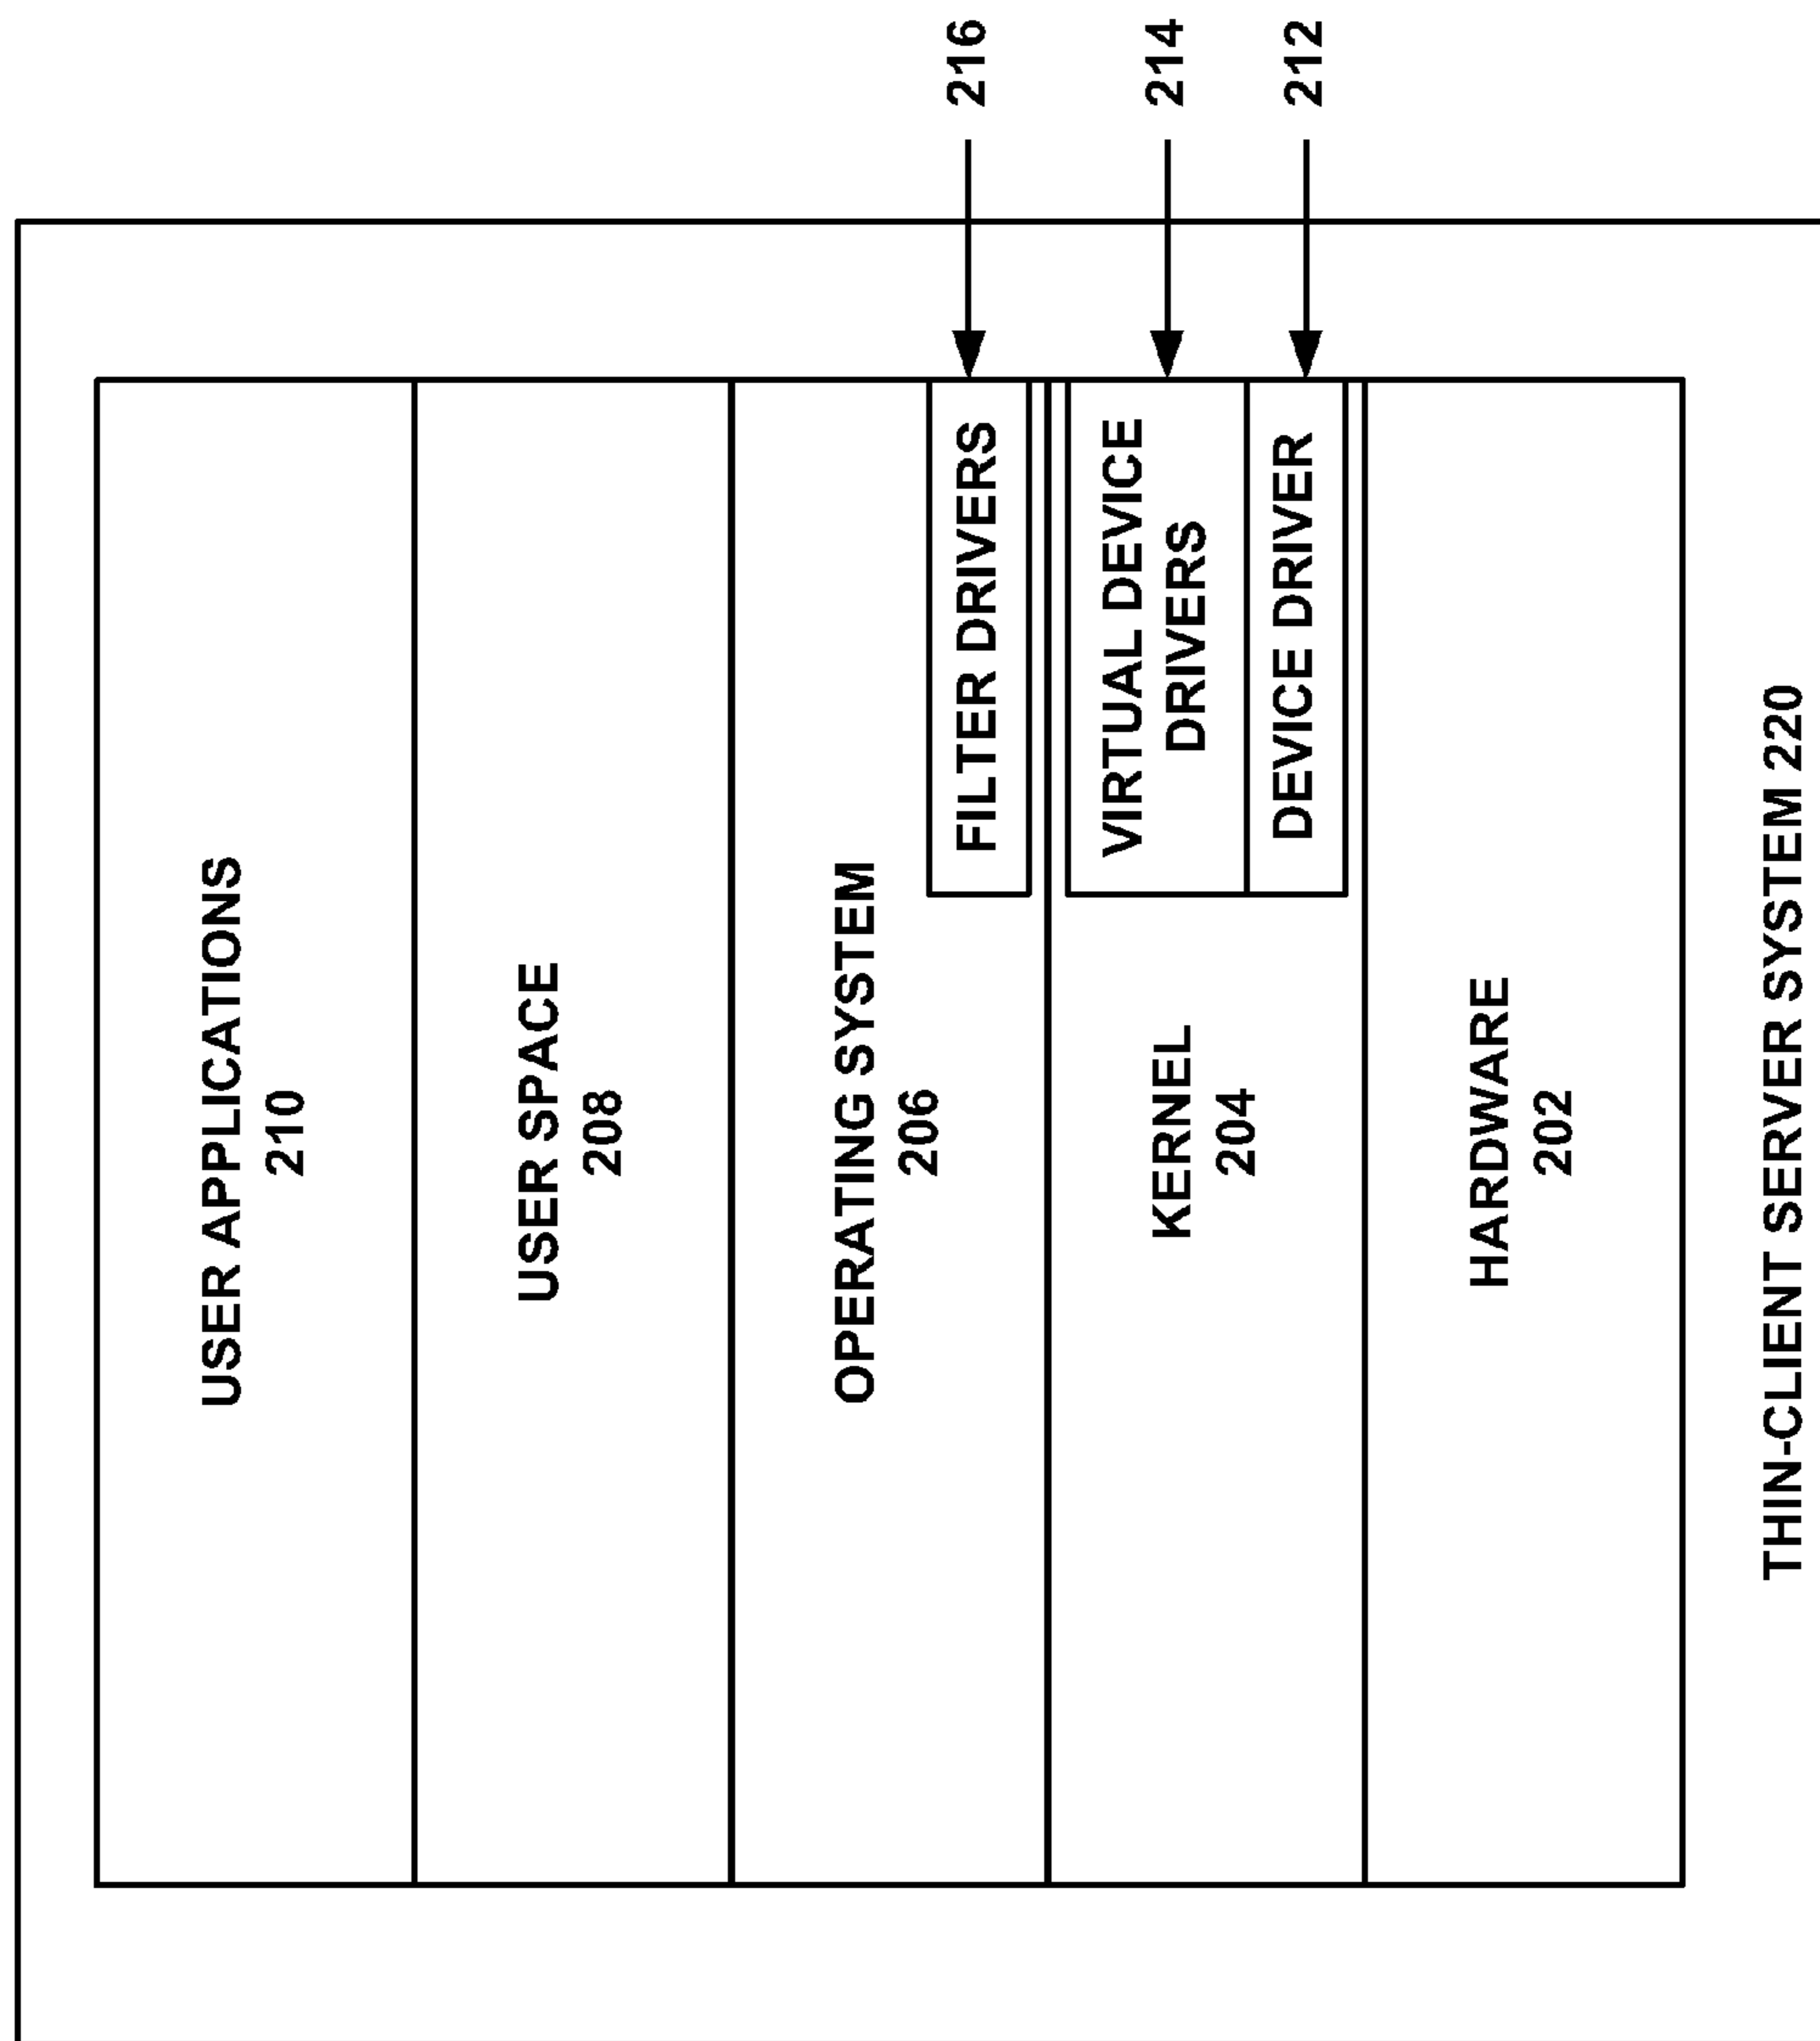 USER APPLICATIONS
210
USER SPACE
208
OPERATING SYSTEM
206
FILTER DRIVERS
216
KERNEL
204
VIRTUAL DEVICE
DRIVERS
214
DEVICE DRIVER
212
HARDWARE
202
THIN-CLIENT SERVER SYSTEM 220